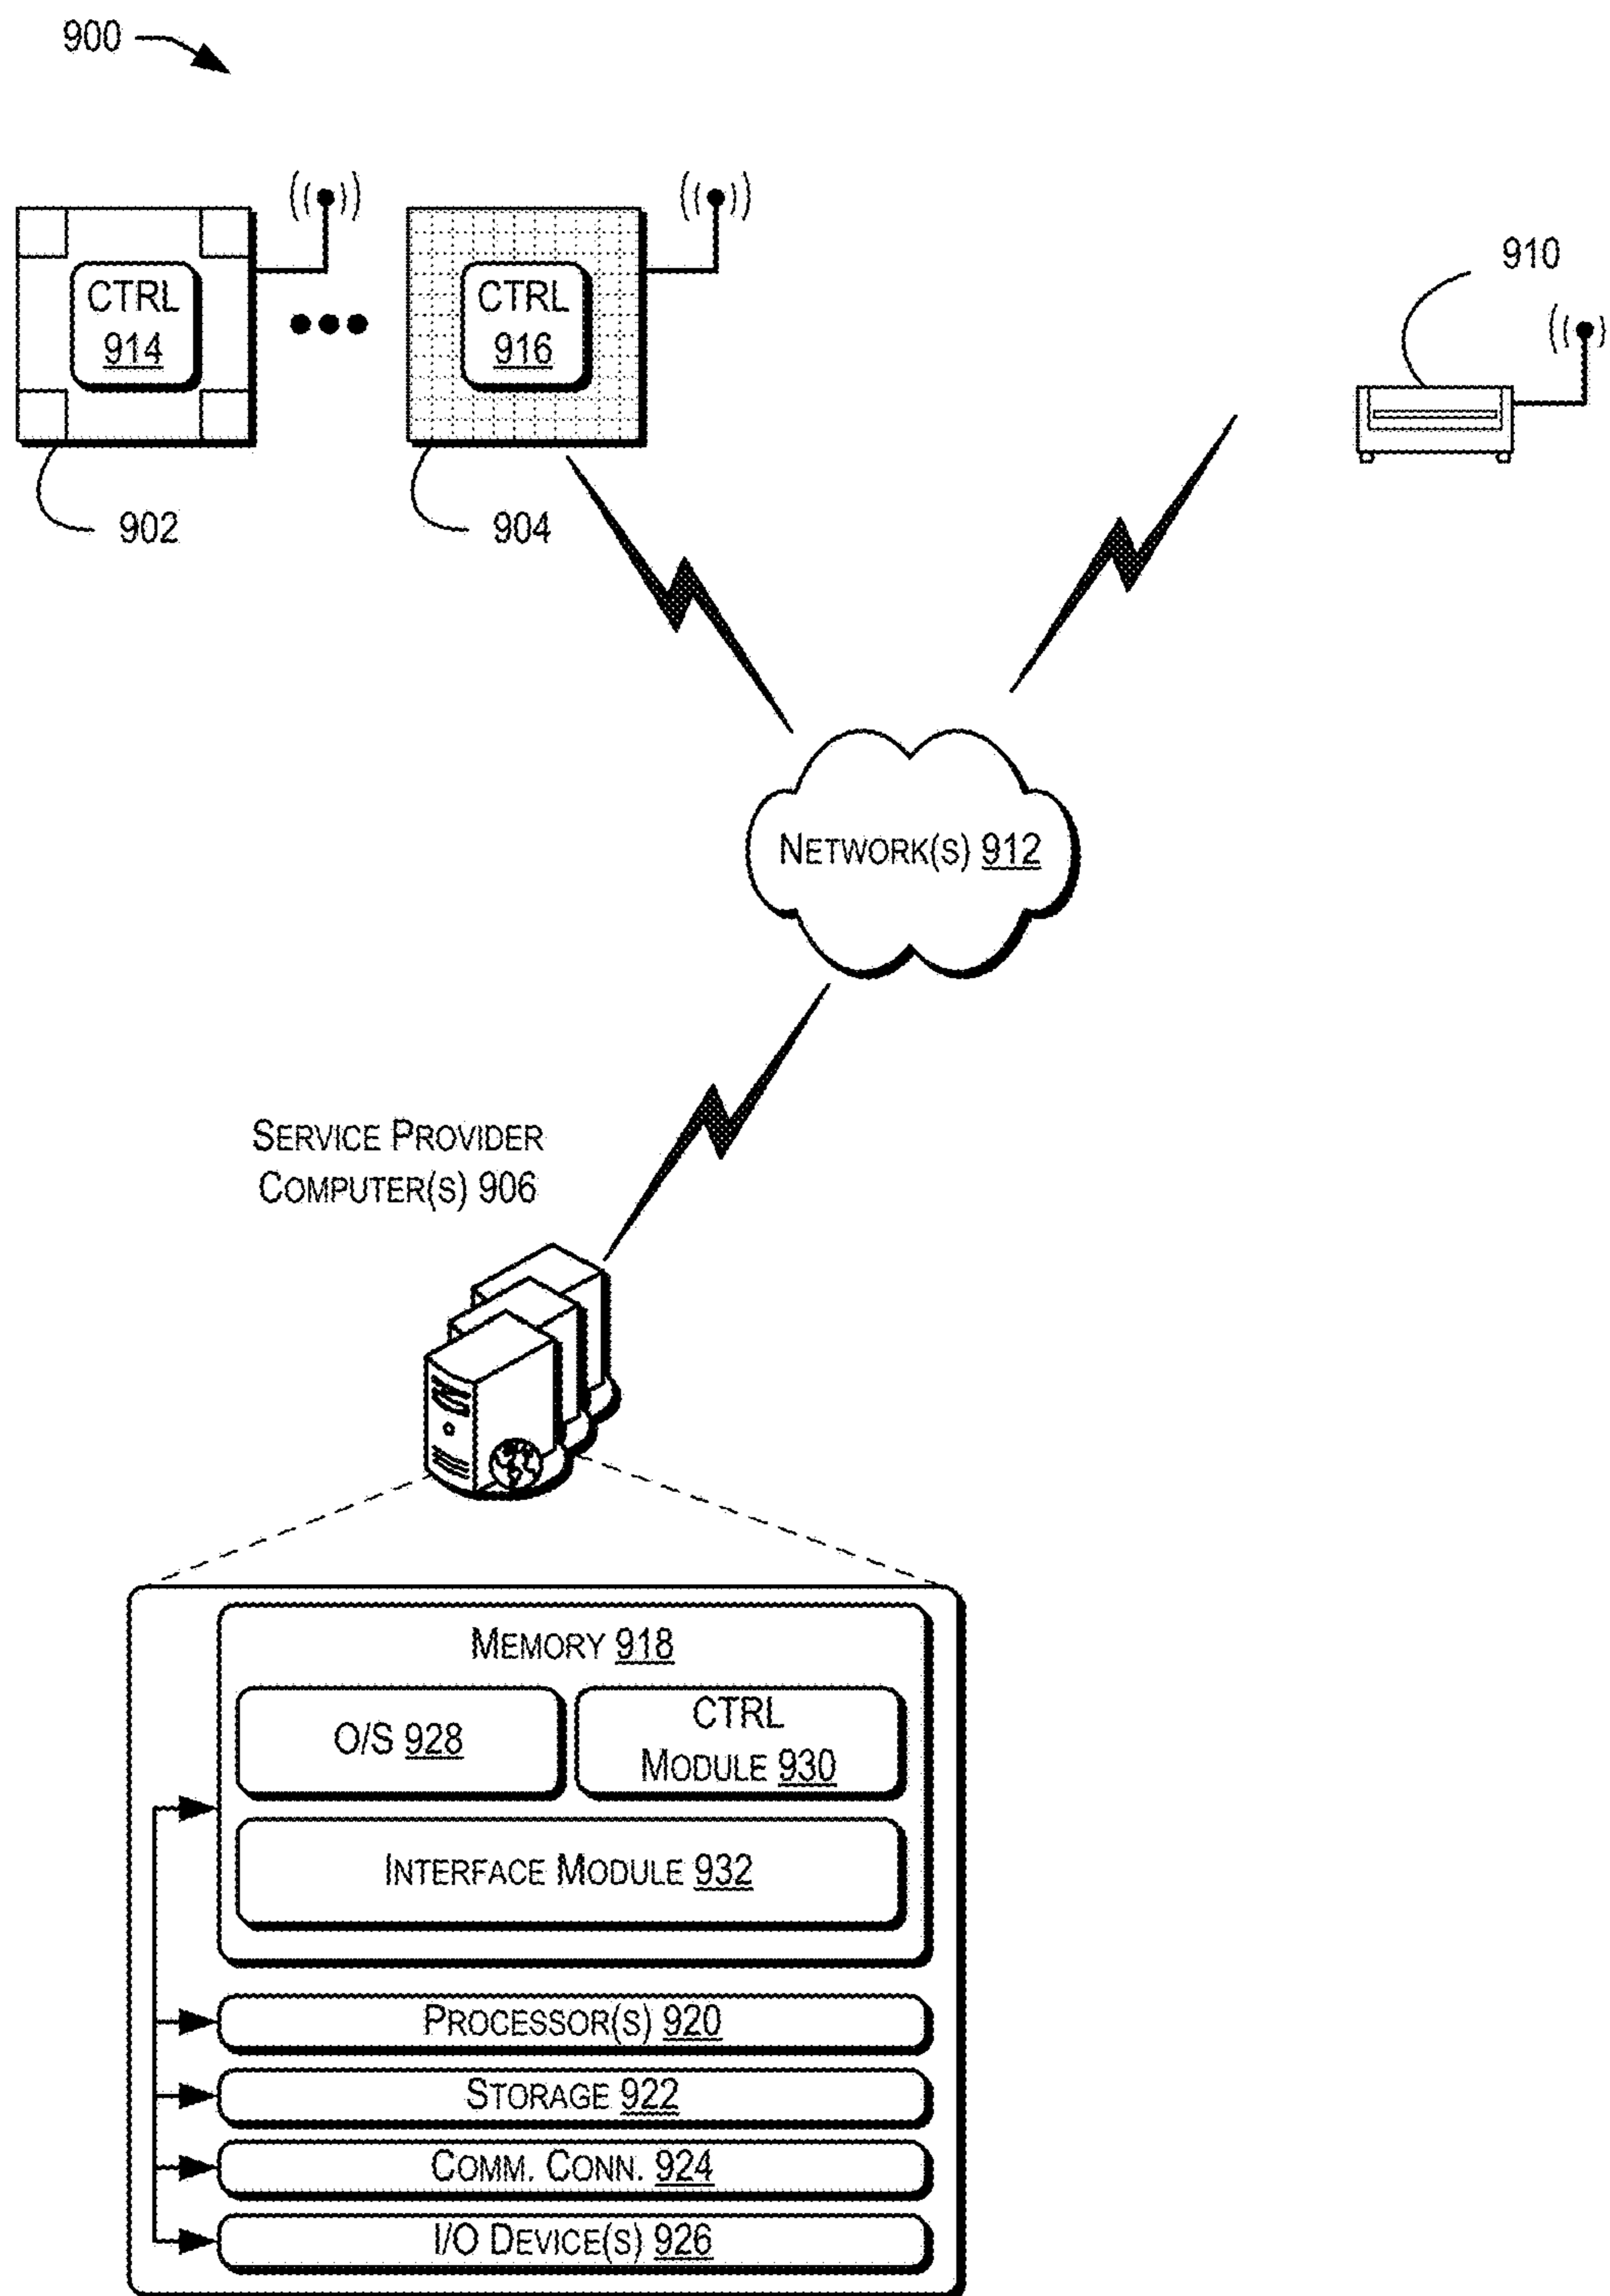 900
910
CTRL
914
CTRL
916
902
904
NETWORK(S) 912
SERVICE PROVIDER
COMPUTER(S) 906
MEMORY 918
O/S 928
CTRL
MODULE 930
INTERFACE MODULE 932
PROCESSOR(S) 920
STORAGE 922
COMM. CONN. 924
I/O DEVICE(S) 926